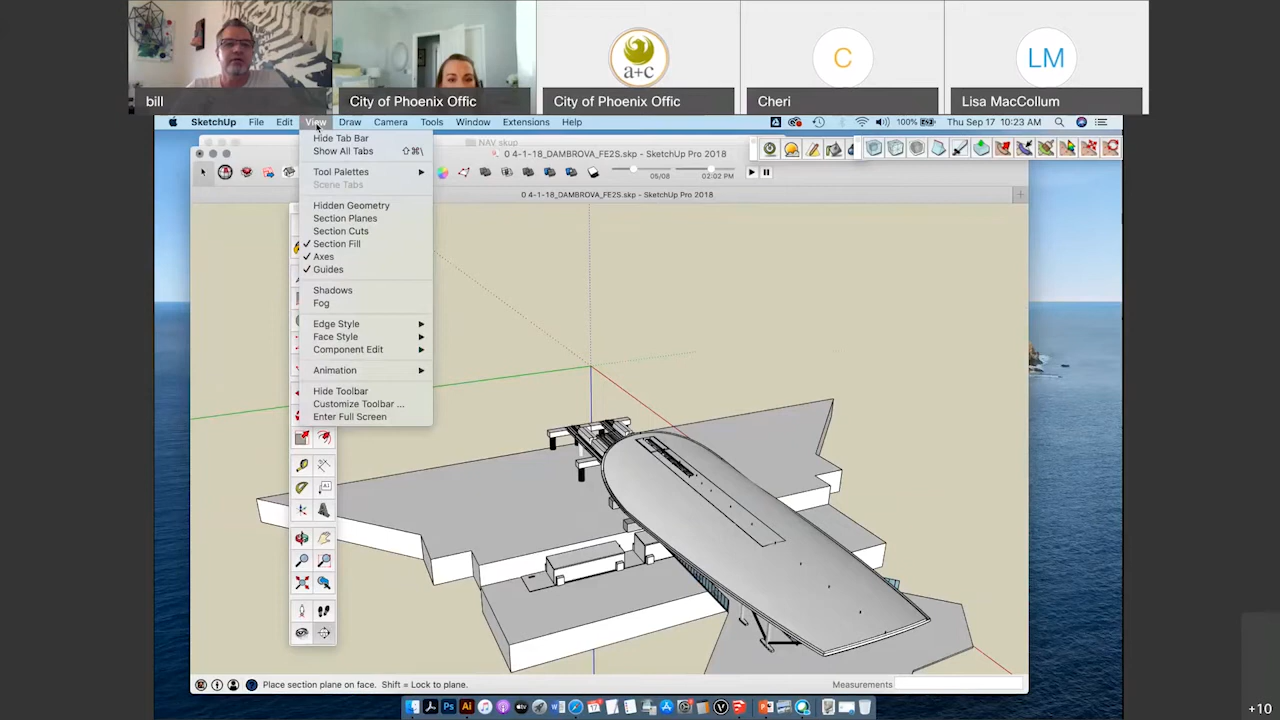 a+c
C
LM
bill
City of Phoenix Offic
City of Phoenix Offic
Cheri
Lisa MacCollum
SketchUp File Edit View Draw Camera Tools Window Extensions Help
100% Thu Sep 17 10:23 AM
NAV.skup
0 4-1-18_DAMBROVA_FE2S.skp - SketchUp Pro 2018
05/08 02:02 PM
0 4-1-18_DAMBROVA_FE2S.skp - SketchUp Pro 2018
Hide Tab Bar
Show All Tabs ⇧⌘\
Tool Palettes
Scene Tabs
Hidden Geometry
Section Planes
Section Cuts
✓ Section Fill
✓ Axes
✓ Guides
Shadows
Fog
Edge Style
Face Style
Component Edit
Animation
Hide Toolbar
Customize Toolbar ...
Enter Full Screen
Place section plane on face. Shift = Lock to plane.
Measurements
+10